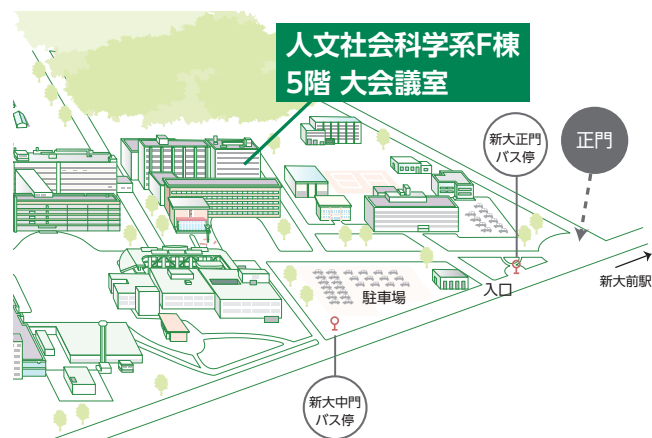 人文社会科学系F棟
5階 大会議室
新大正門
バス停
正門
新大前駅
入口
駐車場
新大中門
バス停